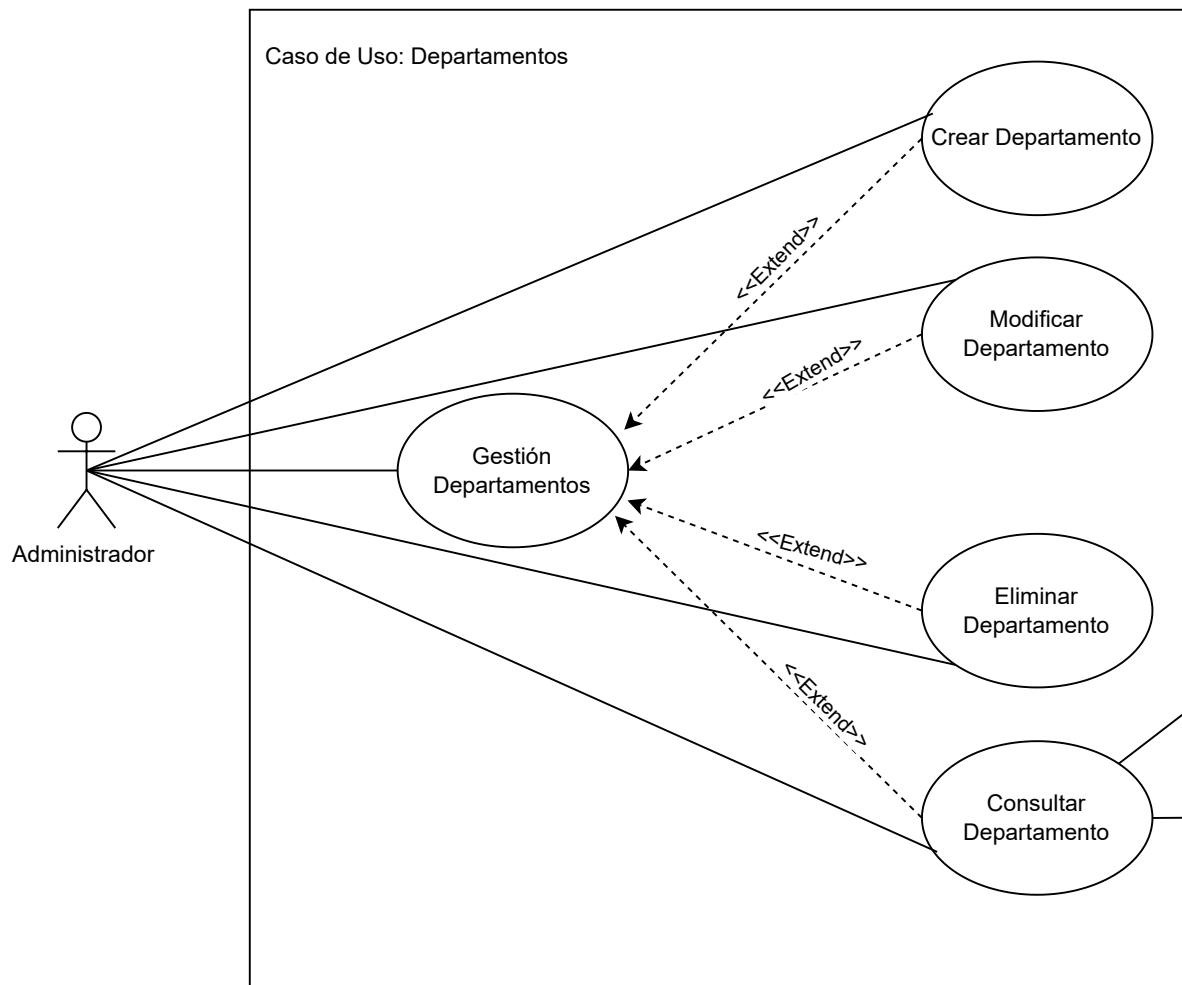 Caso de Uso: Departamentos
Crear Departamento
<<Extend>>
Modificar
Departamento
<<Extend>>
Gestión
Departamentos
Administrador
<<Extend>>
Eliminar
Departamento
<<Extend>>
Consultar
Departamento